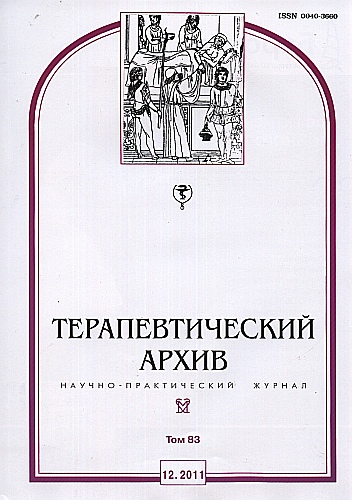 ISSN 0040-3660
ТЕРАПЕВТИЧЕСКИЙ
АРХИВ
НАУЧНО-ПРАКТИЧЕСКИЙ ЖУРНАЛ
Том 83
12.2011